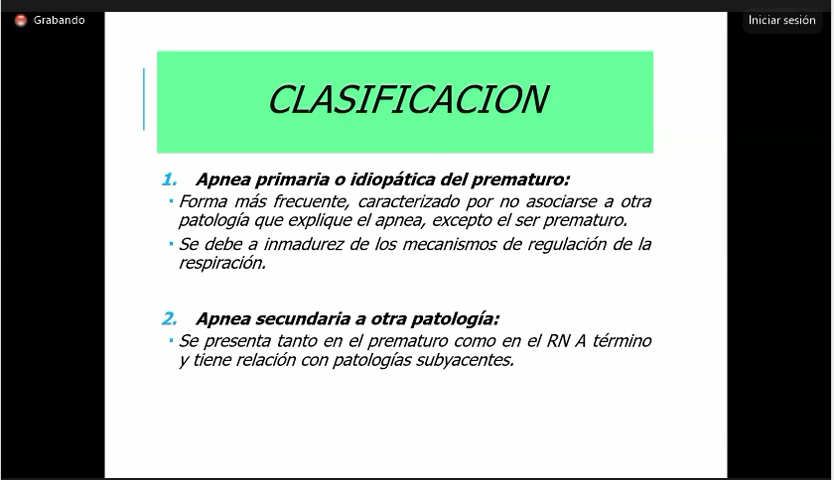 Grabando
Iniciar sesión
CLASIFICACION
1. Apnea primaria o idiopática del prematuro:
▪ Forma más frecuente, caracterizado por no asociarse a otra
patología que explique el apnea, excepto el ser prematuro.
▪ Se debe a inmadurez de los mecanismos de regulación de la
respiración.
2. Apnea secundaria a otra patología:
▪ Se presenta tanto en el prematuro como en el RN A término
y tiene relación con patologías subyacentes.